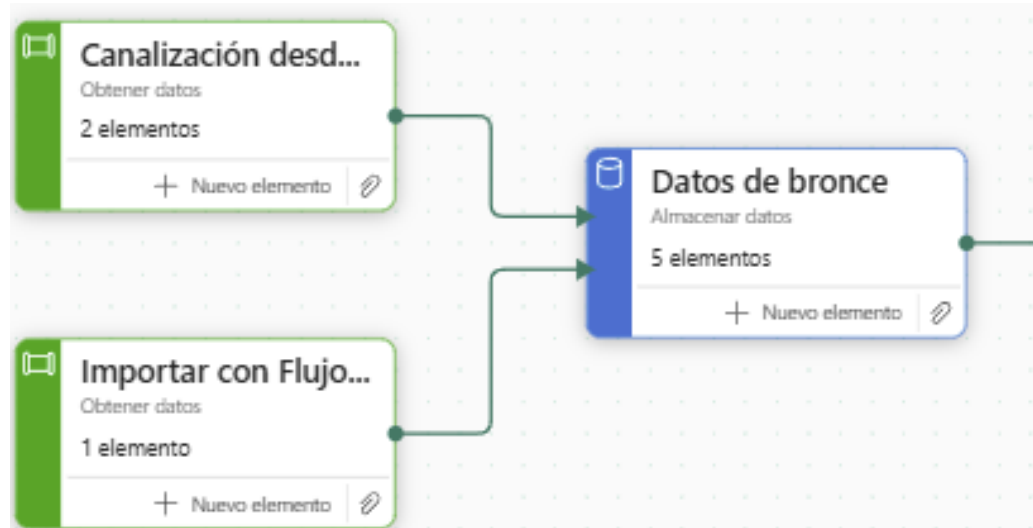 Canalización desd...
Obtener datos
2 elementos
+ Nuevo elemento
Datos de bronce
Almacenar datos
5 elementos
+ Nuevo elemento
Importar con Flujo...
Obtener datos
1 elemento
+ Nuevo elemento